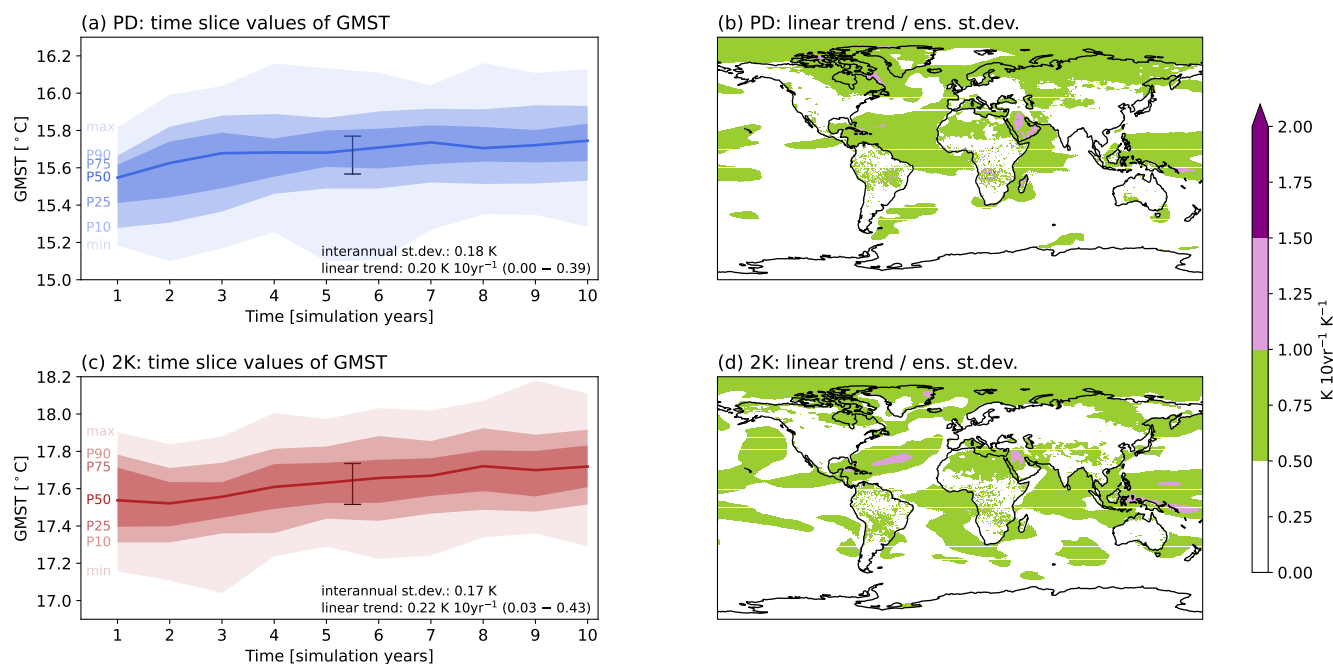 (a) PD: time slice values of GMST
16.2
16.0
15.8
15.6
15.4
15.2
15.0
GMST [°C]
max
P90
P75
P50
P25
P10
min
interannual st.dev.: 0.18 K
linear trend: 0.20 K 10yr⁻¹ (0.00 − 0.39)
1 2 3 4 5 6 7 8 9 10
Time [simulation years]
(b) PD: linear trend / ens. st.dev.
(c) 2K: time slice values of GMST
18.2
18.0
17.8
17.6
17.4
17.2
17.0
GMST [°C]
max
P90
P75
P50
P25
P10
min
interannual st.dev.: 0.17 K
linear trend: 0.22 K 10yr⁻¹ (0.03 − 0.43)
1 2 3 4 5 6 7 8 9 10
Time [simulation years]
(d) 2K: linear trend / ens. st.dev.
2.00
1.75
1.50
1.25
1.00
0.75
0.50
0.25
0.00
K 10yr⁻¹ K⁻¹